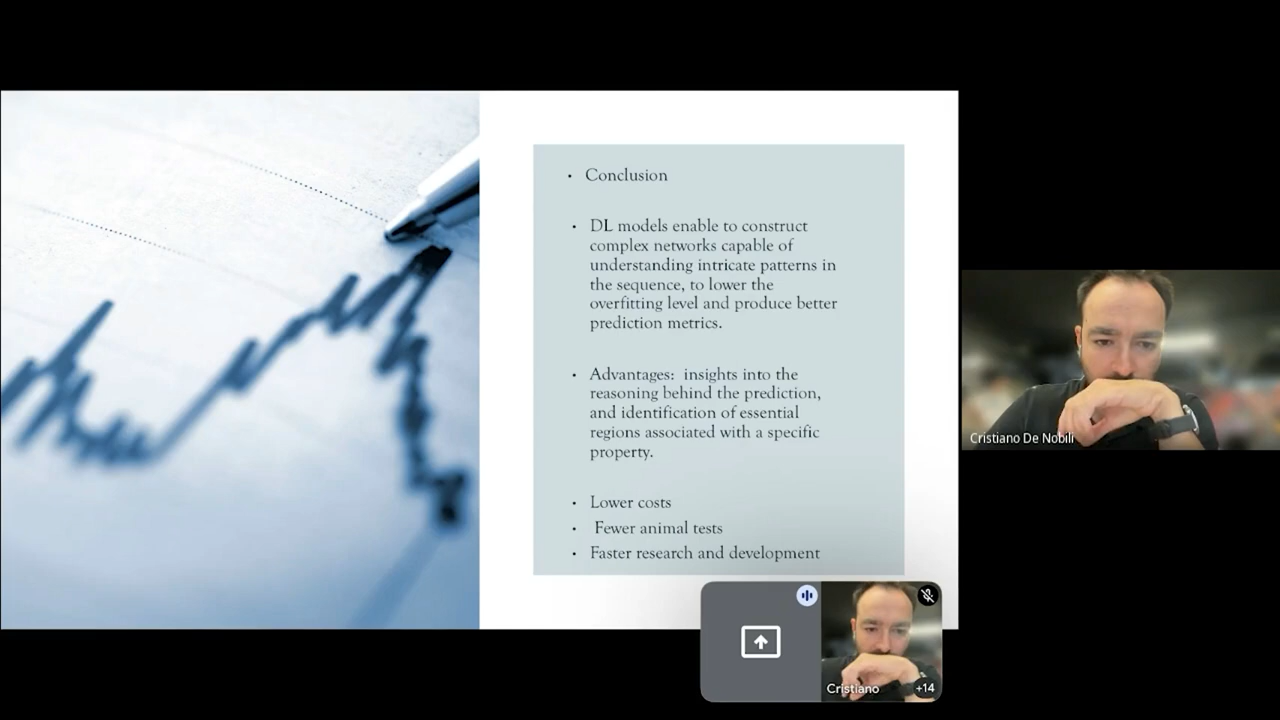 Conclusion
DL models enable to construct
complex networks capable of
understanding intricate patterns in
the sequence, to lower the
overfitting level and produce better
prediction metrics.
Advantages: insights into the
reasoning behind the prediction,
and identification of essential
regions associated with a specific
property.
Lower costs
Fewer animal tests
Faster research and development
Cristiano De Nobili
Cristiano
+14